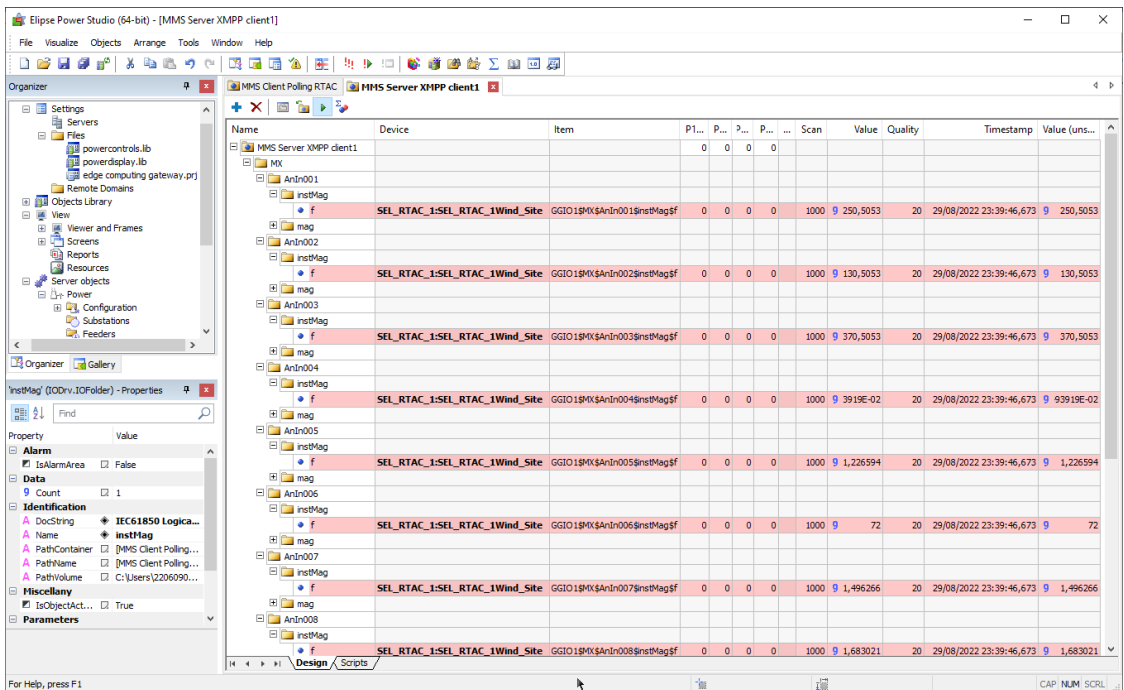 Elipse Power Studio (64-bit) - [MMS Server XMPP client1]
File Visualize Objects Arrange Tools Window Help
Organizer
MMS Client Polling RTAC MMS Server XMPP client1
Settings
Servers
Files
powercontrols.lib
powerdisplay.lib
edge computing gateway.prj
Remote Domains
Objects Library
View
Viewer and Frames
Screens
Reports
Resources
Server objects
Power
Configuration
Substations
Feeders
Organizer Gallery
'instMag' (IODrv.IOFolder) - Properties
Find
Property Value
Alarm
IsAlarmArea False
Data
Count 1
Identification
DocString IEC61850 Logica...
Name instMag
PathContainer [MMS Client Polling...
PathName [MMS Client Polling...
PathVolume C:\Users\2206090...
Miscellany
IsObjectAct... True
Parameters
Name Device Item P1... P... P... P... ... Scan Value Quality Timestamp Value (uns...
MMS Server XMPP client1 0 0 0 0
MX
AnIn001
instMag
f SEL_RTAC_1:SEL_RTAC_1Wind_Site GGIO1$MX$AnIn001$instMag$f 0 0 0 0 1000 9 250,5053 20 29/08/2022 23:39:46,673 9 250,5053
mag
AnIn002
instMag
f SEL_RTAC_1:SEL_RTAC_1Wind_Site GGIO1$MX$AnIn002$instMag$f 0 0 0 0 1000 9 130,5053 20 29/08/2022 23:39:46,673 9 130,5053
mag
AnIn003
instMag
f SEL_RTAC_1:SEL_RTAC_1Wind_Site GGIO1$MX$AnIn003$instMag$f 0 0 0 0 1000 9 370,5053 20 29/08/2022 23:39:46,673 9 370,5053
mag
AnIn004
instMag
f SEL_RTAC_1:SEL_RTAC_1Wind_Site GGIO1$MX$AnIn004$instMag$f 0 0 0 0 1000 9 3919E-02 20 29/08/2022 23:39:46,673 9 93919E-02
mag
AnIn005
instMag
f SEL_RTAC_1:SEL_RTAC_1Wind_Site GGIO1$MX$AnIn005$instMag$f 0 0 0 0 1000 9 1,226594 20 29/08/2022 23:39:46,673 9 1,226594
mag
AnIn006
instMag
f SEL_RTAC_1:SEL_RTAC_1Wind_Site GGIO1$MX$AnIn006$instMag$f 0 0 0 0 1000 9 72 20 29/08/2022 23:39:46,673 9 72
mag
AnIn007
instMag
f SEL_RTAC_1:SEL_RTAC_1Wind_Site GGIO1$MX$AnIn007$instMag$f 0 0 0 0 1000 9 1,496266 20 29/08/2022 23:39:46,673 9 1,496266
mag
AnIn008
instMag
f SEL_RTAC_1:SEL_RTAC_1Wind_Site GGIO1$MX$AnIn008$instMag$f 0 0 0 0 1000 9 1,683021 20 29/08/2022 23:39:46,673 9 1,683021
Design Scripts
For Help, press F1 CAP NUM SCRL